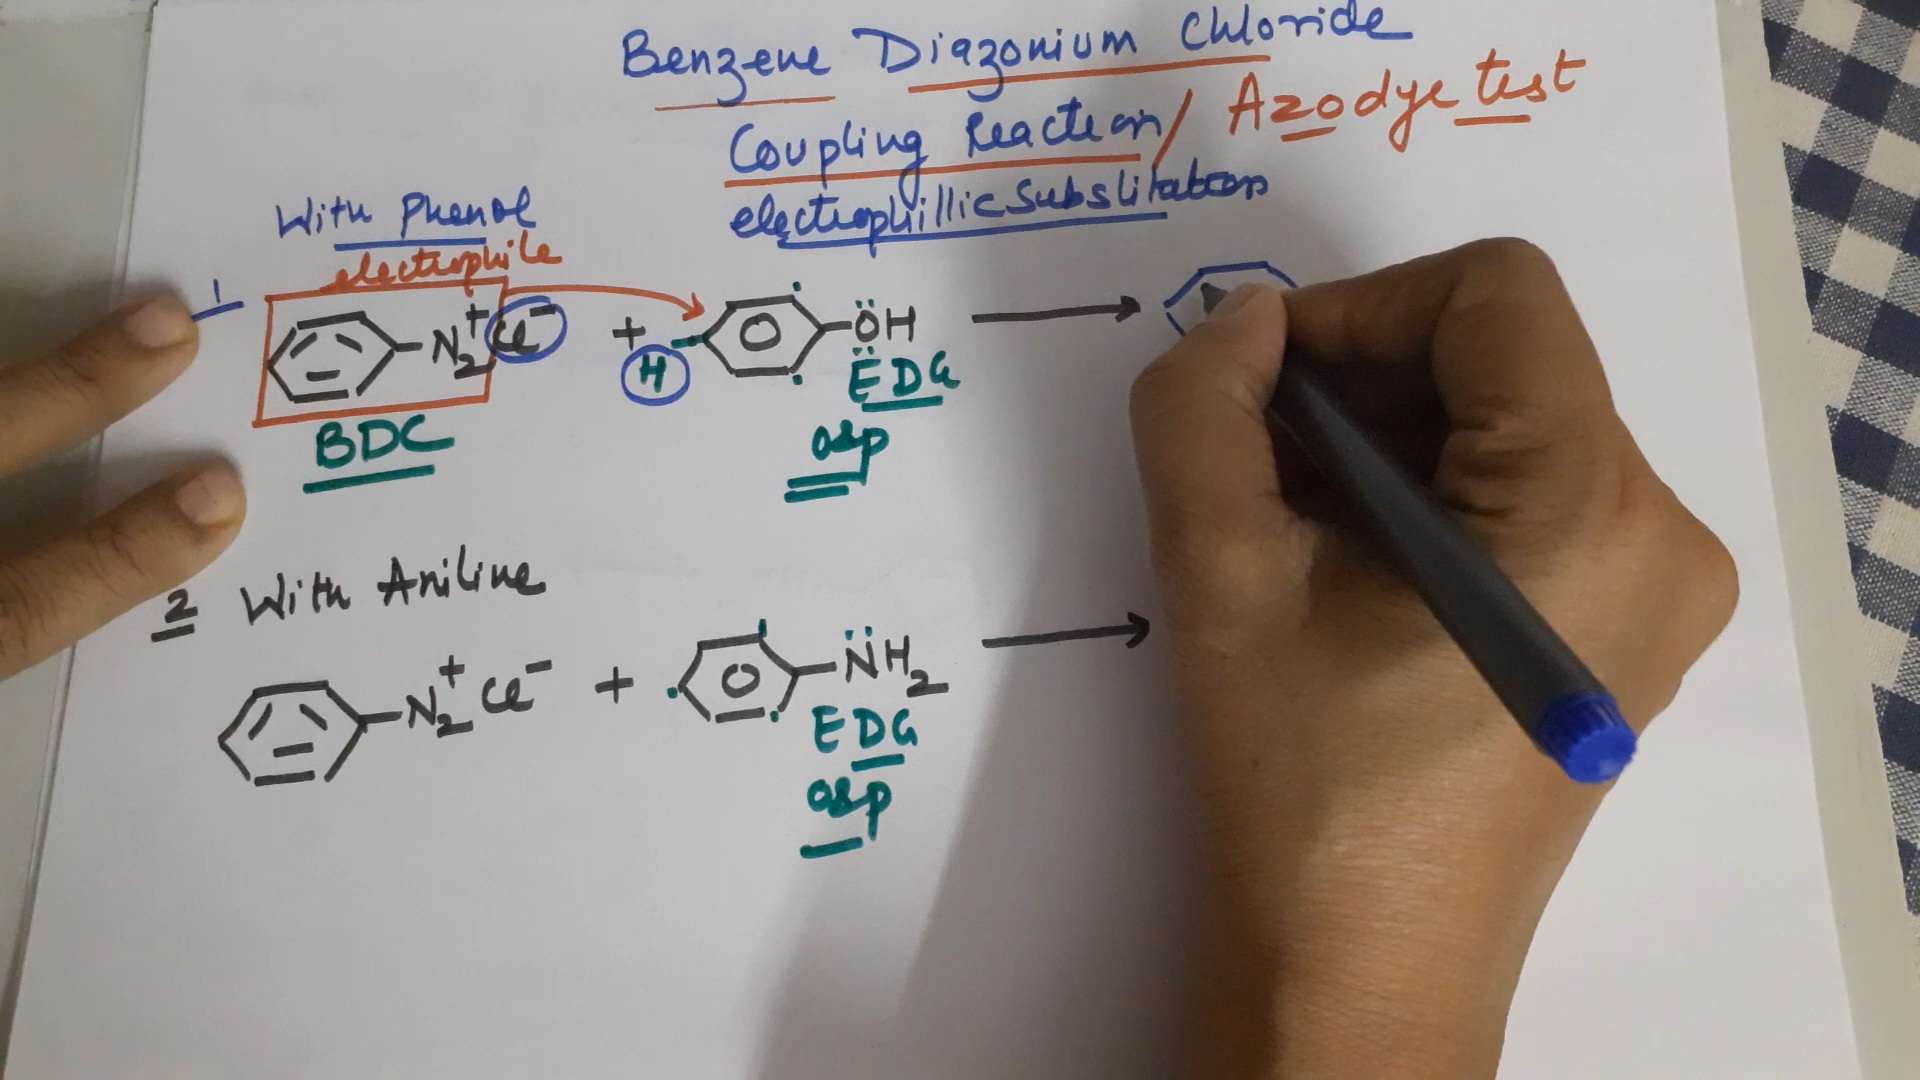 Benzene Diazonium Chloride
Coupling Reaction / Azodye test
electrophillic Substitution
With Phenol
electrophile
1
N₂⁺ Cl⁻ + H ÖH
EDG
BDC
o&p
2 With Aniline
N₂⁺ Cl⁻ + N̈H₂
EDG
o&p